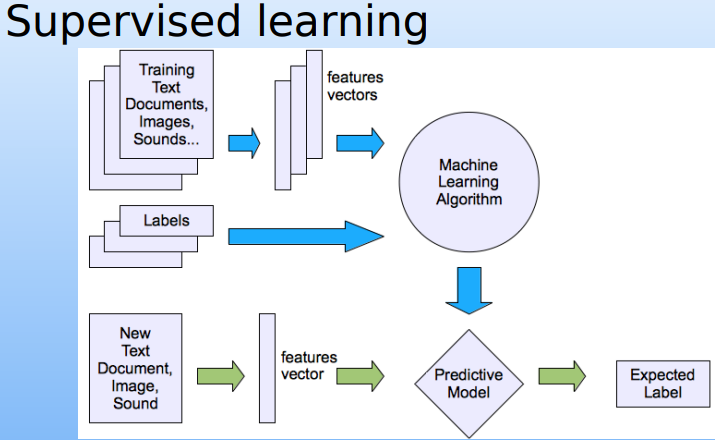 Supervised learning
Training
Text
Documents,
Images,
Sounds...
features
vectors
Machine
Learning
Algorithm
Labels
New
Text
Document,
Image,
Sound
features
vector
Predictive
Model
Expected
Label